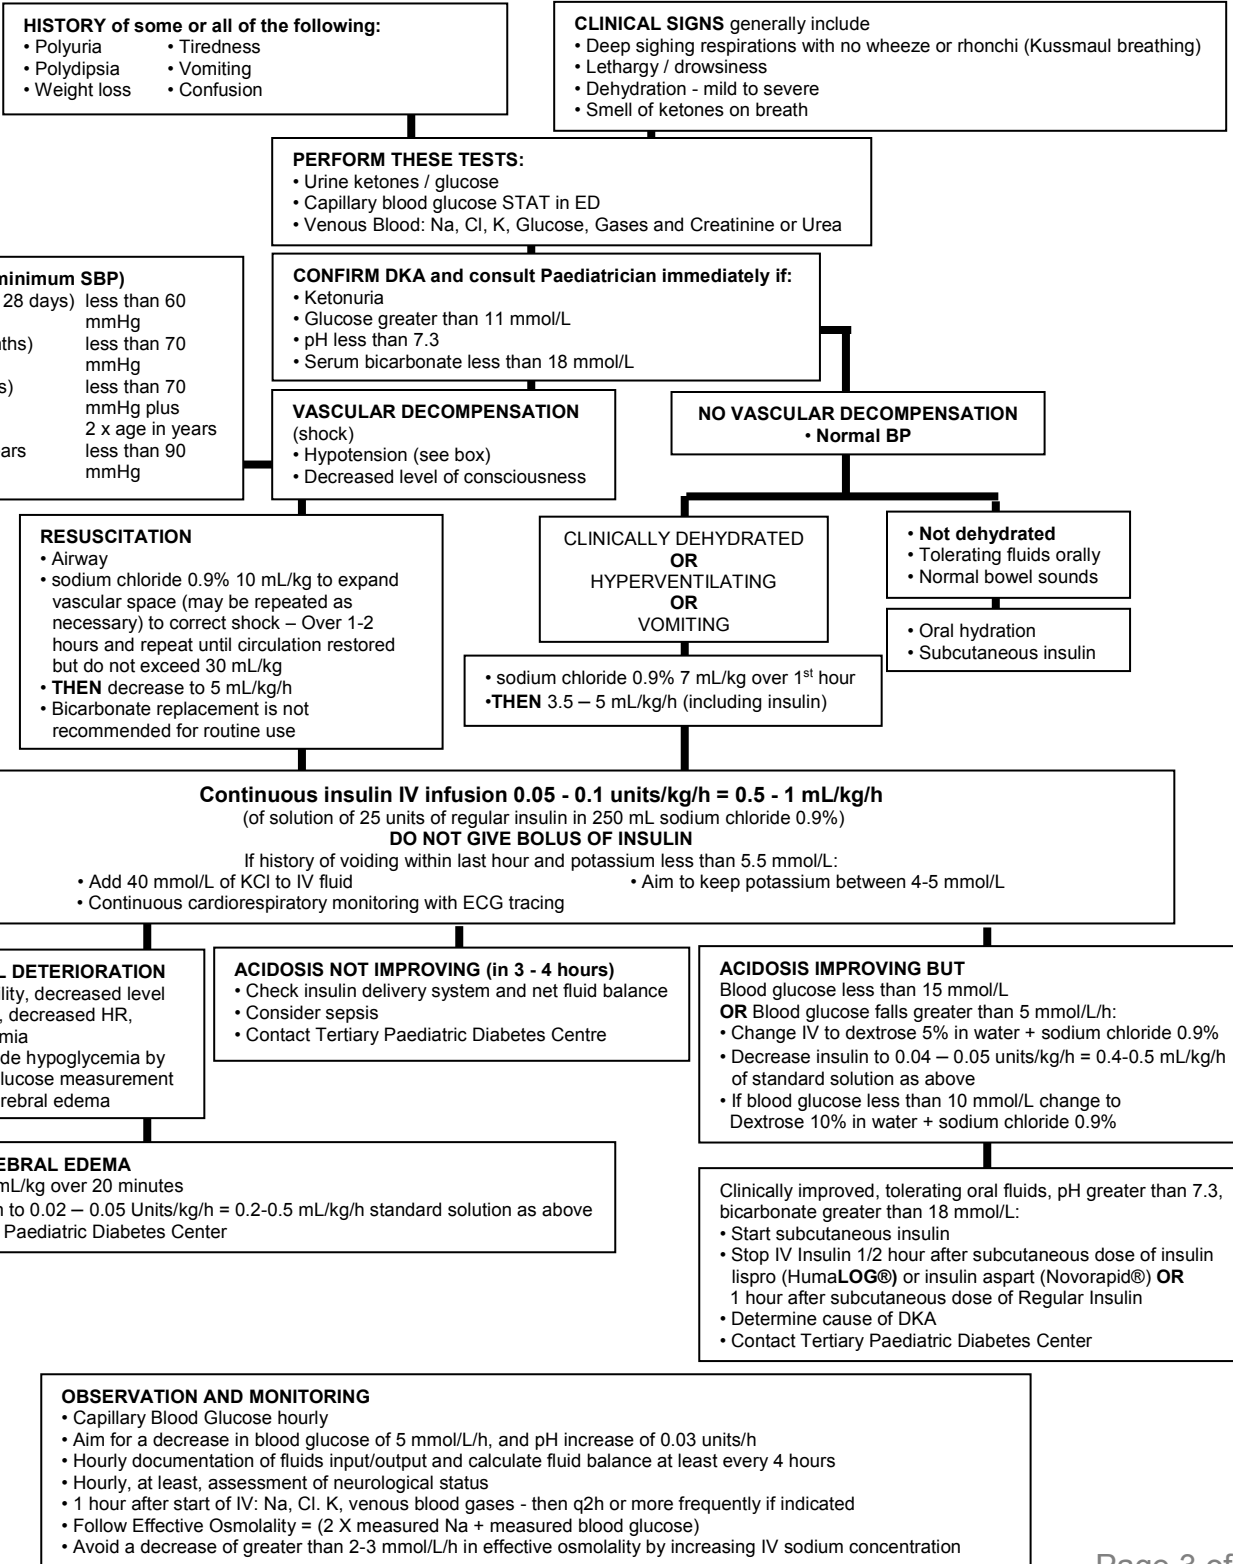 HISTORY of some or all of the following:
• Polyuria • Tiredness
• Polydipsia • Vomiting
• Weight loss • Confusion
CLINICAL SIGNS generally include
• Deep sighing respirations with no wheeze or rhonchi (Kussmaul breathing)
• Lethargy / drowsiness
• Dehydration - mild to severe
• Smell of ketones on breath
PERFORM THESE TESTS:
• Urine ketones / glucose
• Capillary blood glucose STAT in ED
• Venous Blood: Na, Cl, K, Glucose, Gases and Creatinine or Urea
minimum SBP)
28 days) less than 60
mmHg
ths) less than 70
mmHg
s) less than 70
mmHg plus
2 x age in years
ars less than 90
mmHg
CONFIRM DKA and consult Paediatrician immediately if:
• Ketonuria
• Glucose greater than 11 mmol/L
• pH less than 7.3
• Serum bicarbonate less than 18 mmol/L
VASCULAR DECOMPENSATION
(shock)
• Hypotension (see box)
• Decreased level of consciousness
NO VASCULAR DECOMPENSATION
• Normal BP
RESUSCITATION
• Airway
• sodium chloride 0.9% 10 mL/kg to expand
vascular space (may be repeated as
necessary) to correct shock – Over 1-2
hours and repeat until circulation restored
but do not exceed 30 mL/kg
• THEN decrease to 5 mL/kg/h
• Bicarbonate replacement is not
recommended for routine use
CLINICALLY DEHYDRATED
OR
HYPERVENTILATING
OR
VOMITING
• Not dehydrated
• Tolerating fluids orally
• Normal bowel sounds
• Oral hydration
• Subcutaneous insulin
• sodium chloride 0.9% 7 mL/kg over 1st hour
•THEN 3.5 – 5 mL/kg/h (including insulin)
Continuous insulin IV infusion 0.05 - 0.1 units/kg/h = 0.5 - 1 mL/kg/h
(of solution of 25 units of regular insulin in 250 mL sodium chloride 0.9%)
DO NOT GIVE BOLUS OF INSULIN
If history of voiding within last hour and potassium less than 5.5 mmol/L:
• Add 40 mmol/L of KCl to IV fluid • Aim to keep potassium between 4-5 mmol/L
• Continuous cardiorespiratory monitoring with ECG tracing
L DETERIORATION
ility, decreased level
, decreased HR,
mia
de hypoglycemia by
lucose measurement
rebral edema
ACIDOSIS NOT IMPROVING (in 3 - 4 hours)
• Check insulin delivery system and net fluid balance
• Consider sepsis
• Contact Tertiary Paediatric Diabetes Centre
ACIDOSIS IMPROVING BUT
Blood glucose less than 15 mmol/L
OR Blood glucose falls greater than 5 mmol/L/h:
• Change IV to dextrose 5% in water + sodium chloride 0.9%
• Decrease insulin to 0.04 – 0.05 units/kg/h = 0.4-0.5 mL/kg/h
of standard solution as above
• If blood glucose less than 10 mmol/L change to
Dextrose 10% in water + sodium chloride 0.9%
EBRAL EDEMA
mL/kg over 20 minutes
n to 0.02 – 0.05 Units/kg/h = 0.2-0.5 mL/kg/h standard solution as above
Paediatric Diabetes Center
Clinically improved, tolerating oral fluids, pH greater than 7.3,
bicarbonate greater than 18 mmol/L:
• Start subcutaneous insulin
• Stop IV Insulin 1/2 hour after subcutaneous dose of insulin
lispro (HumaLOG®) or insulin aspart (Novorapid®) OR
1 hour after subcutaneous dose of Regular Insulin
• Determine cause of DKA
• Contact Tertiary Paediatric Diabetes Center
OBSERVATION AND MONITORING
• Capillary Blood Glucose hourly
• Aim for a decrease in blood glucose of 5 mmol/L/h, and pH increase of 0.03 units/h
• Hourly documentation of fluids input/output and calculate fluid balance at least every 4 hours
• Hourly, at least, assessment of neurological status
• 1 hour after start of IV: Na, Cl. K, venous blood gases - then q2h or more frequently if indicated
• Follow Effective Osmolality = (2 X measured Na + measured blood glucose)
• Avoid a decrease of greater than 2-3 mmol/L/h in effective osmolality by increasing IV sodium concentration
Page 3 of